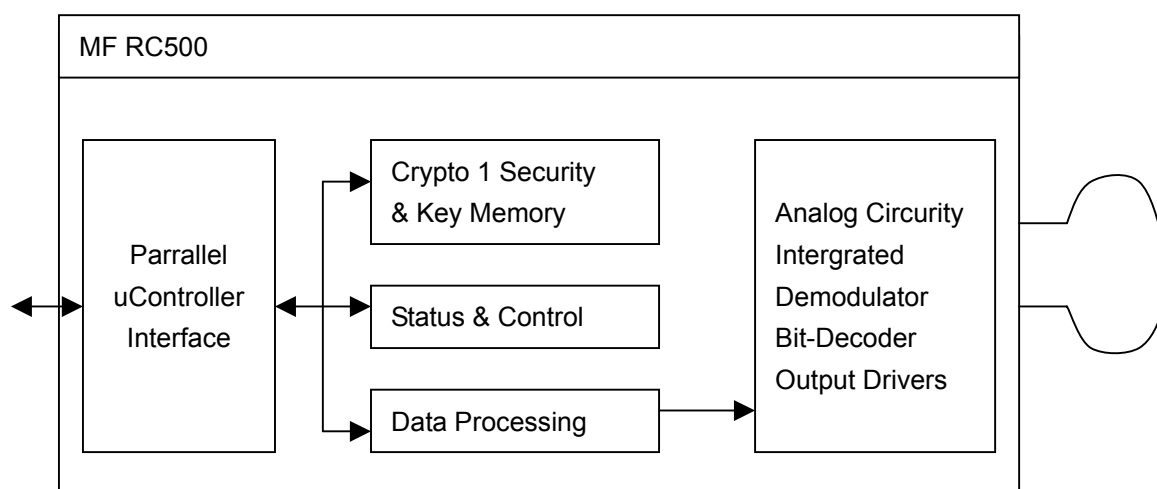 MF RC500
Parrallel
uController
Interface
Crypto 1 Security
& Key Memory
Status & Control
Data Processing
Analog Circurity
Intergrated
Demodulator
Bit-Decoder
Output Drivers